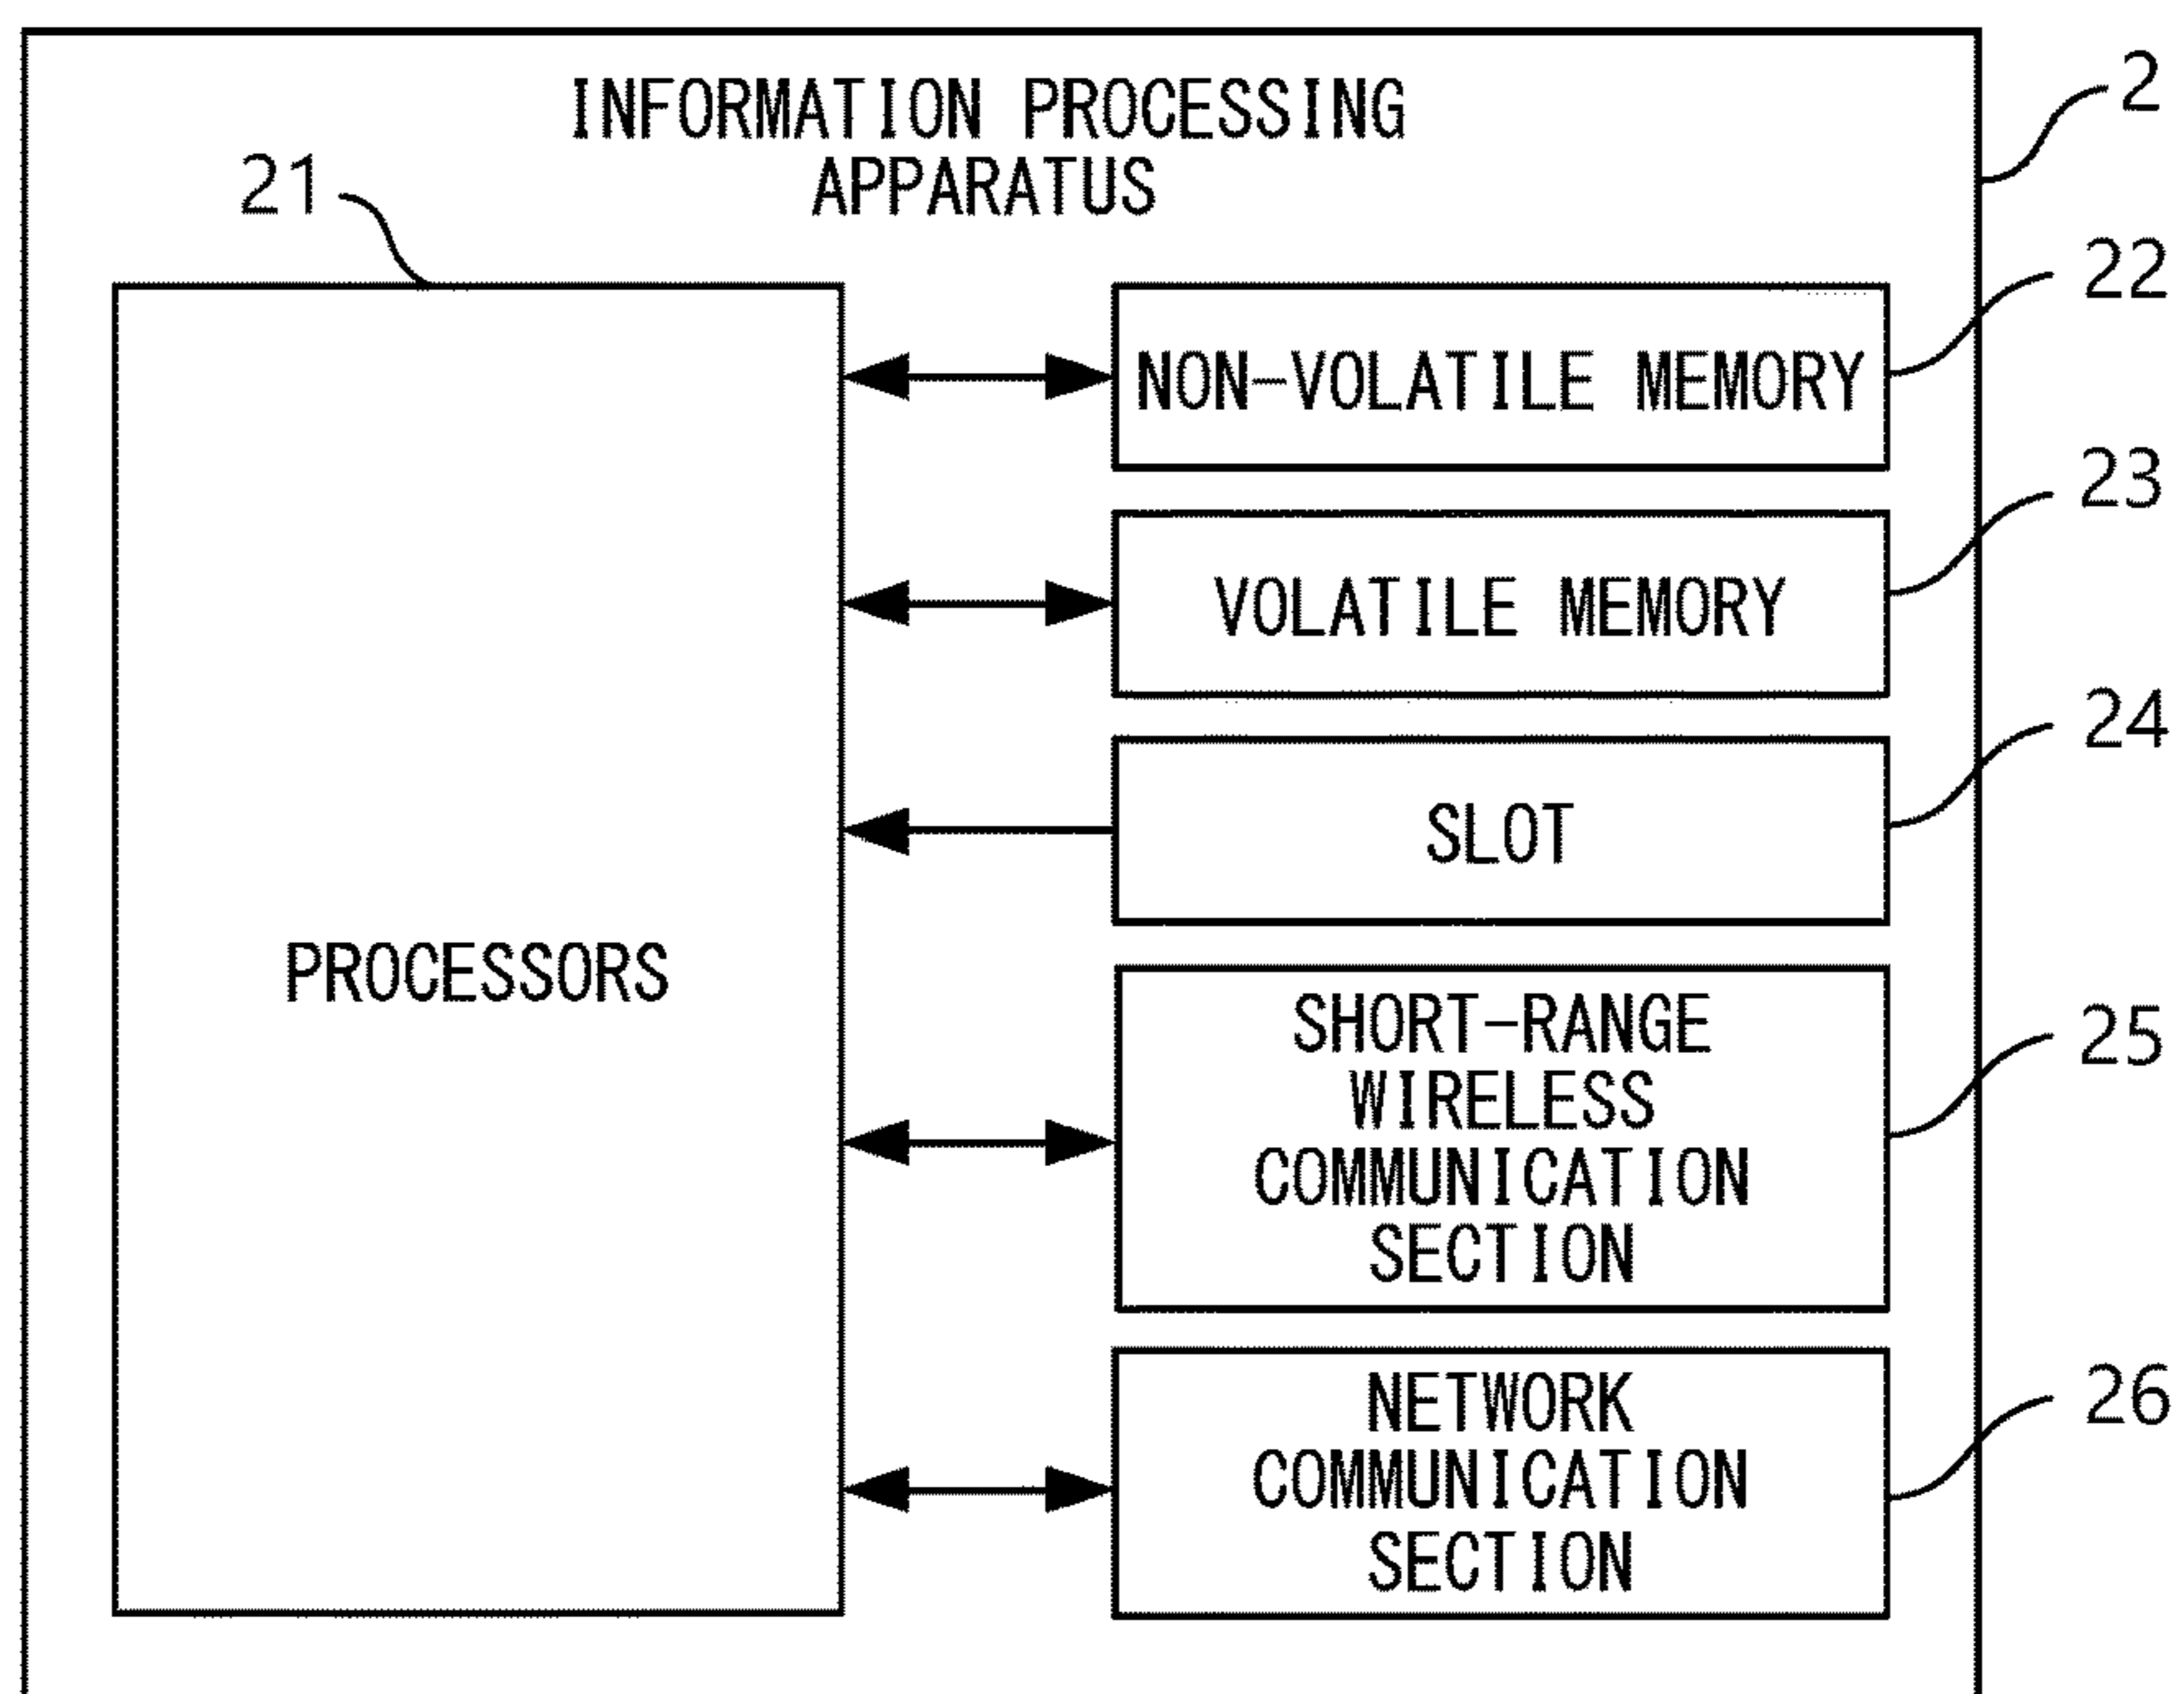 INFORMATION PROCESSING
APPARATUS
2
21
22
NON-VOLATILE MEMORY
23
VOLATILE MEMORY
24
SLOT
PROCESSORS
25
SHORT-RANGE
WIRELESS
COMMUNICATION
SECTION
26
NETWORK
COMMUNICATION
SECTION